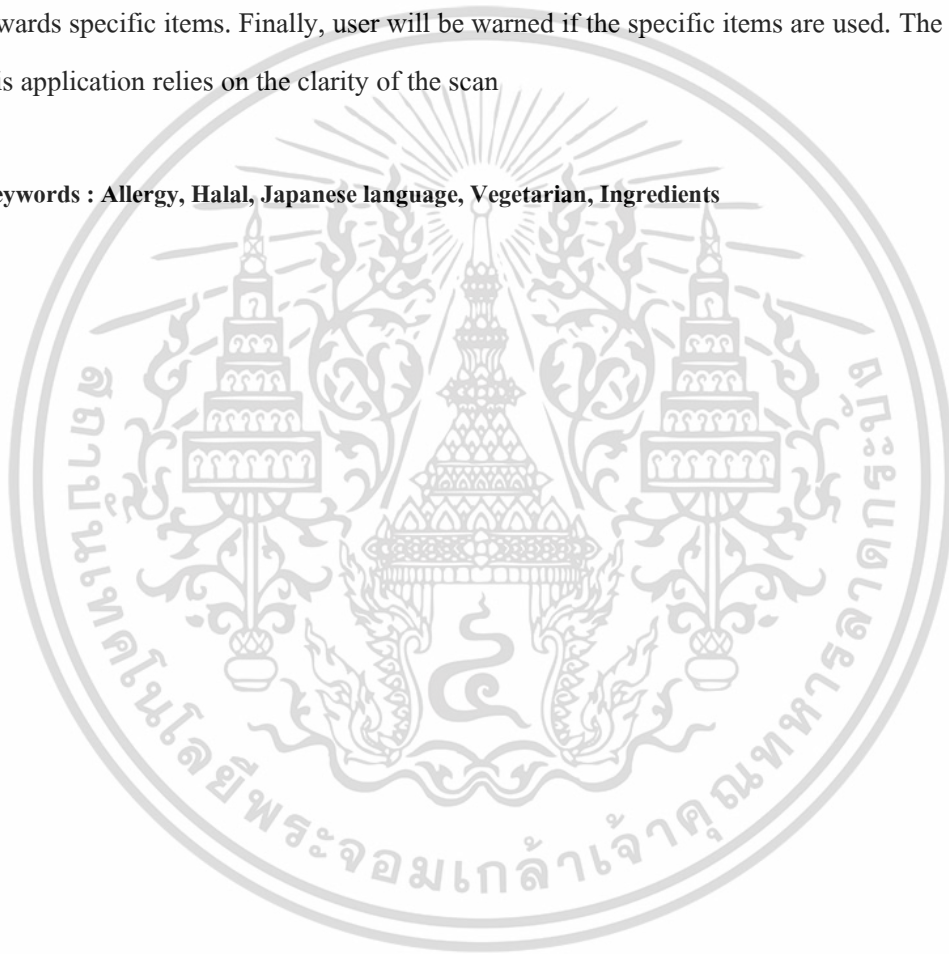 wards specific items. Finally, user will be warned if the specific items are used. The
is application relies on the clarity of the scan
eywords : Allergy, Halal, Japanese language, Vegetarian, Ingredients
สถาบันเทคโนโลยีพระจอมเกล้าเจ้าคุณทหารลาดกระบัง
๔